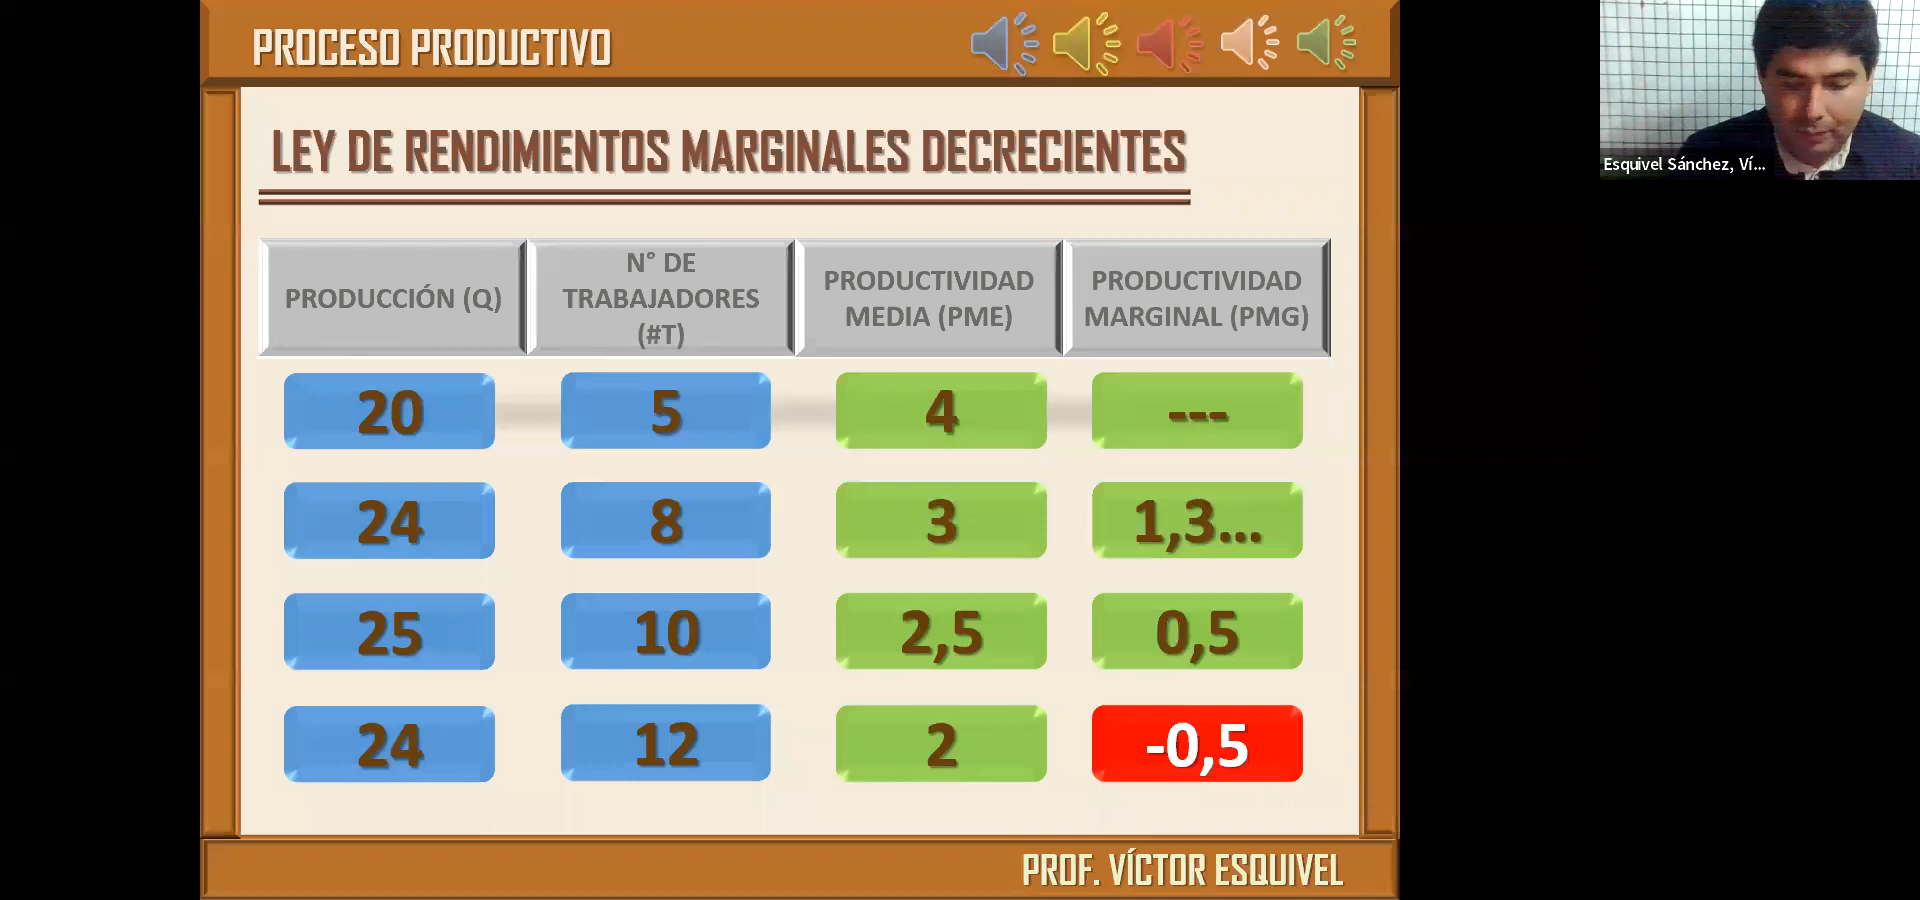 PROCESO PRODUCTIVO
Esquivel Sánchez, Ví...
LEY DE RENDIMIENTOS MARGINALES DECRECIENTES
PRODUCCIÓN (Q)
N° DE
TRABAJADORES
(#T)
PRODUCTIVIDAD
MEDIA (PME)
PRODUCTIVIDAD
MARGINAL (PMG)
20 5 4 ---
24 8 3 1,3...
25 10 2,5 0,5
24 12 2 -0,5
PROF. VÍCTOR ESQUIVEL